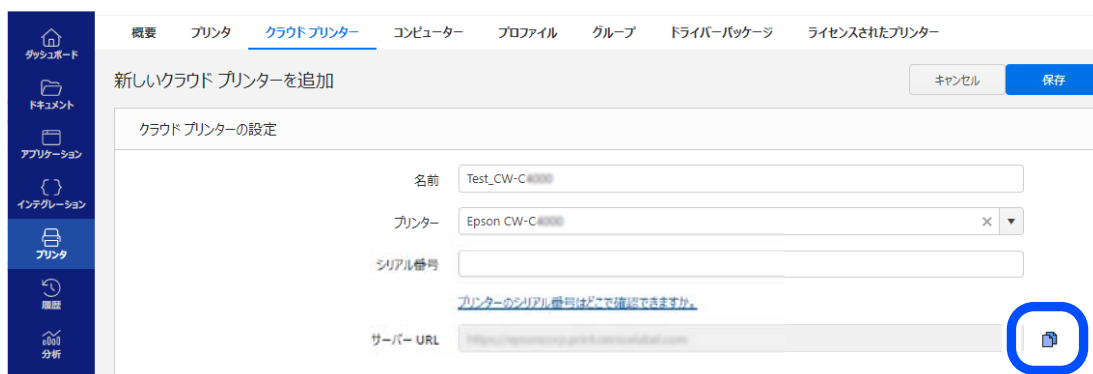 概要 プリンタ クラウド プリンター コンピューター プロファイル グループ ドライバーパッケージ ライセンスされたプリンター
ダッシュボード
ドキュメント
アプリケーション
インテグレーション
プリンタ
履歴
分析
新しいクラウド プリンターを追加 キャンセル 保存
クラウド プリンターの設定
名前 Test_CW-C
プリンター Epson CW-C
シリアル番号
プリンターのシリアル番号はどこで確認できますか。
サーバー URL